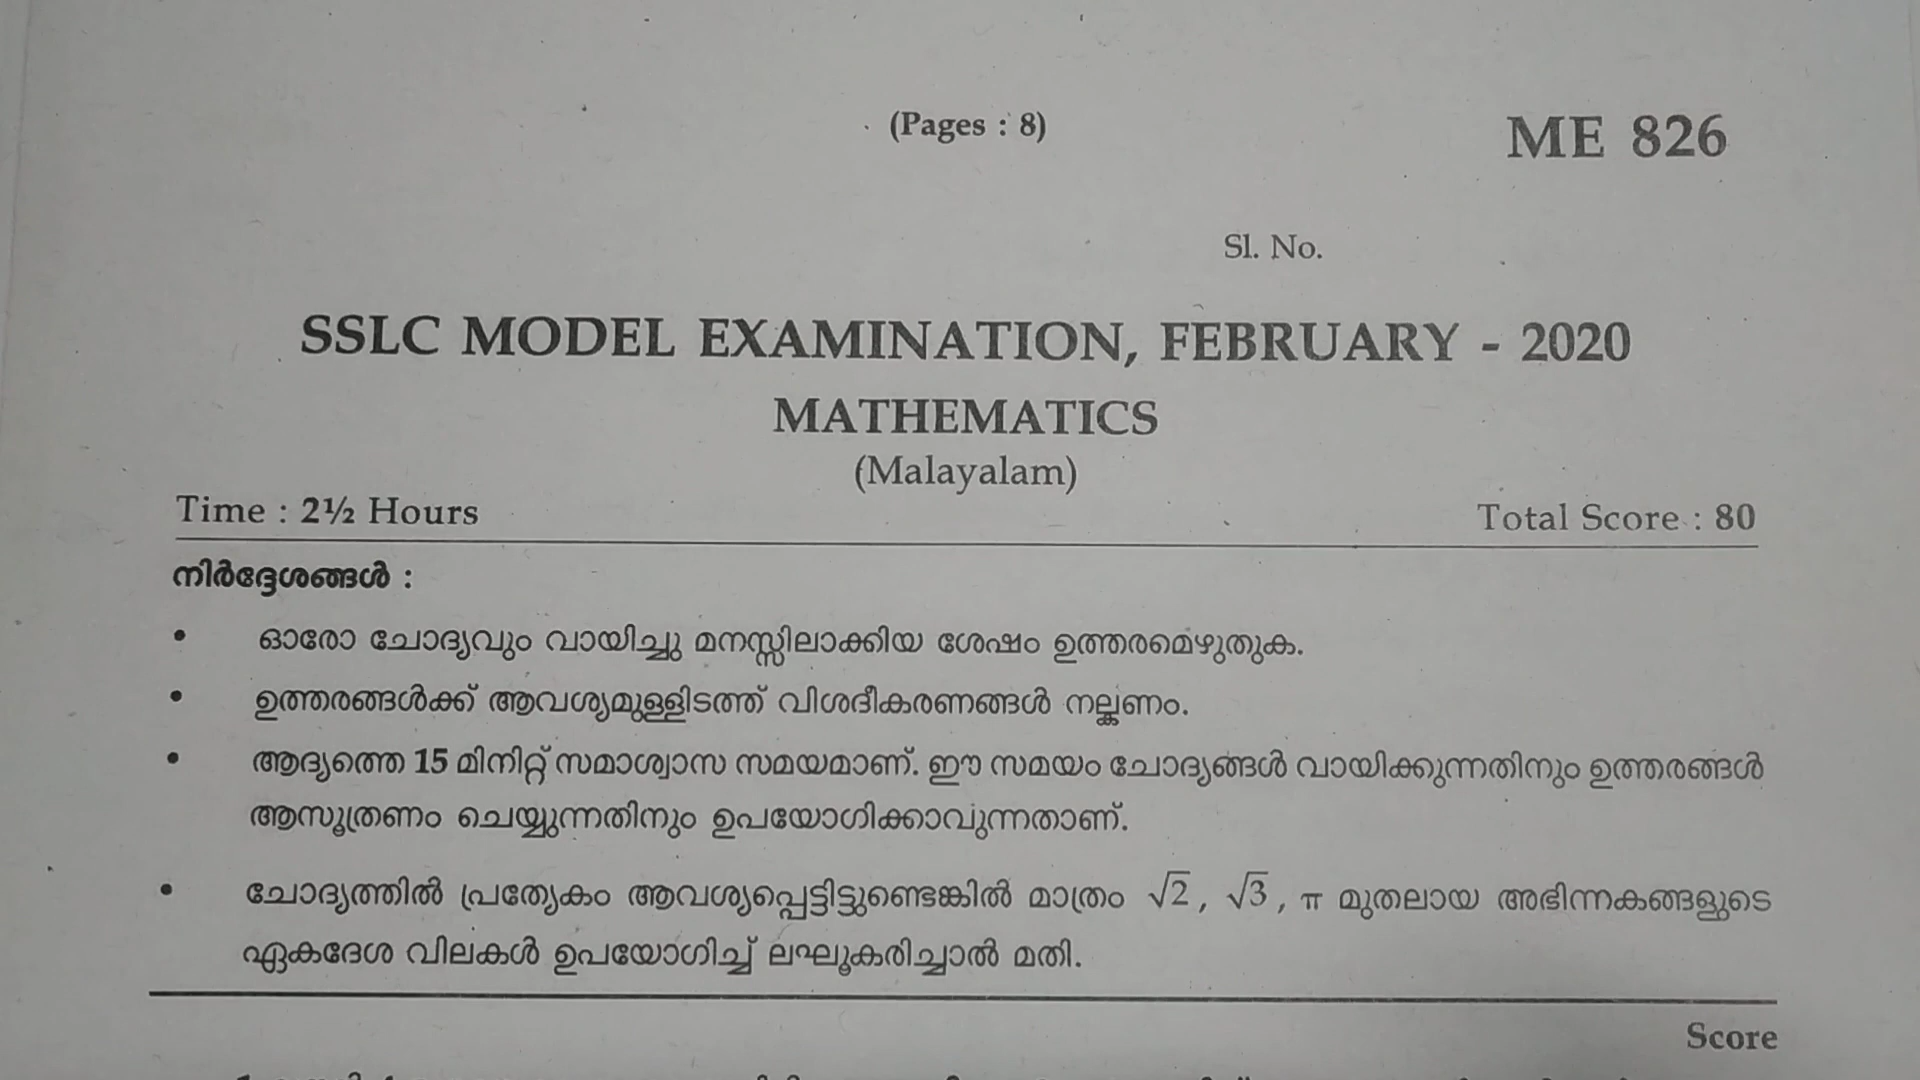 (Pages : 8)
ME 826
Sl. No.
SSLC MODEL EXAMINATION, FEBRUARY - 2020
MATHEMATICS
(Malayalam)
Time : 2½ Hours
Total Score : 80
നിർദ്ദേശങ്ങൾ :
• ഓരോ ചോദ്യവും വായിച്ചു മനസ്സിലാക്കിയ ശേഷം ഉത്തരമെഴുതുക.
• ഉത്തരങ്ങൾക്ക് ആവശ്യമുള്ളിടത്ത് വിശദീകരണങ്ങൾ നല്കണം.
• ആദ്യത്തെ 15 മിനിറ്റ് സമാശ്വാസ സമയമാണ്. ഈ സമയം ചോദ്യങ്ങൾ വായിക്കുന്നതിനും ഉത്തരങ്ങൾ
ആസൂത്രണം ചെയ്യുന്നതിനും ഉപയോഗിക്കാവുന്നതാണ്.
• ചോദ്യത്തിൽ പ്രത്യേകം ആവശ്യപ്പെട്ടിട്ടുണ്ടെങ്കിൽ മാത്രം √2, √3, π മുതലായ അഭിന്നകങ്ങളുടെ
ഏകദേശ വിലകൾ ഉപയോഗിച്ച് ലഘൂകരിച്ചാൽ മതി.
Score